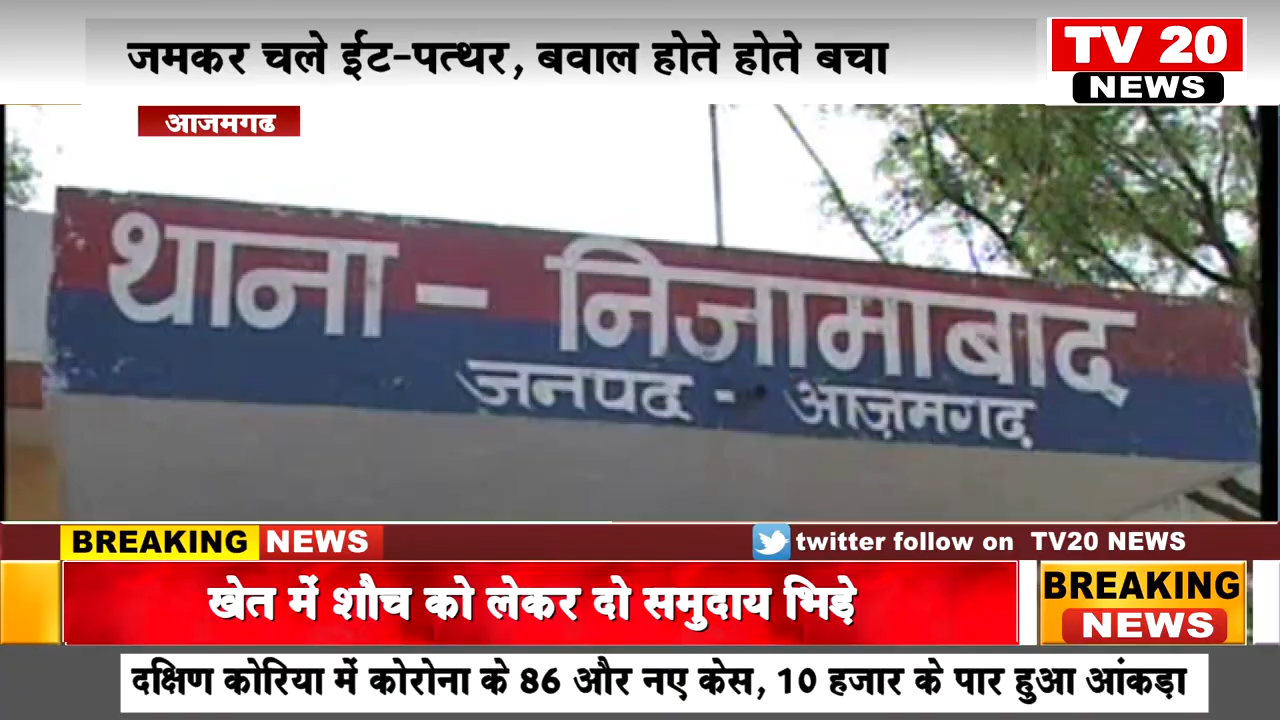 जमकर चले ईट-पत्थर, बवाल होते होते बचा
TV 20
NEWS
आजमगढ
थाना - निजामाबाद
जनपद - आज़मगढ़
BREAKING NEWS
twitter follow on TV20 NEWS
खेत में शौच को लेकर दो समुदाय भिड़े
BREAKING
NEWS
दक्षिण कोरिया में कोरोना के 86 और नए केस, 10 हजार के पार हुआ आंकड़ा